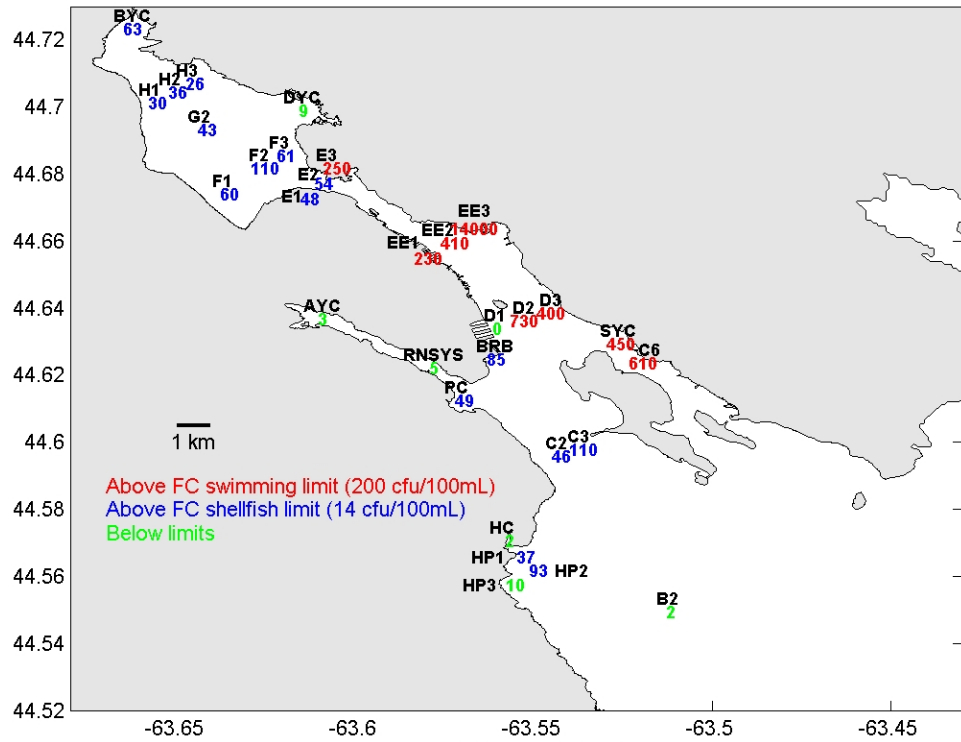 BYC
44.72
63
H3
H2
26
H1
36
30
DYC
44.7
9
G2
43
F3
61
F2
110
E3
250
44.68
E2
54
F1
60
E1 48
EE3
14000
EE2
44.66
EE1
410
230
44.64
AYC
3
D3
D2
400
D1
730
0
SYC
450
BRB
85
C6
610
RNSYS
5
44.62
PC
49
1 km
44.6
C3
C2
110
46
Above FC swimming limit (200 cfu/100mL)
Above FC shellfish limit (14 cfu/100mL)
Below limits
44.58
HC
2
HP1 37
93 HP2
44.56
HP3 10
B2
2
44.54
44.52
-63.65 -63.6 -63.55 -63.5 -63.45